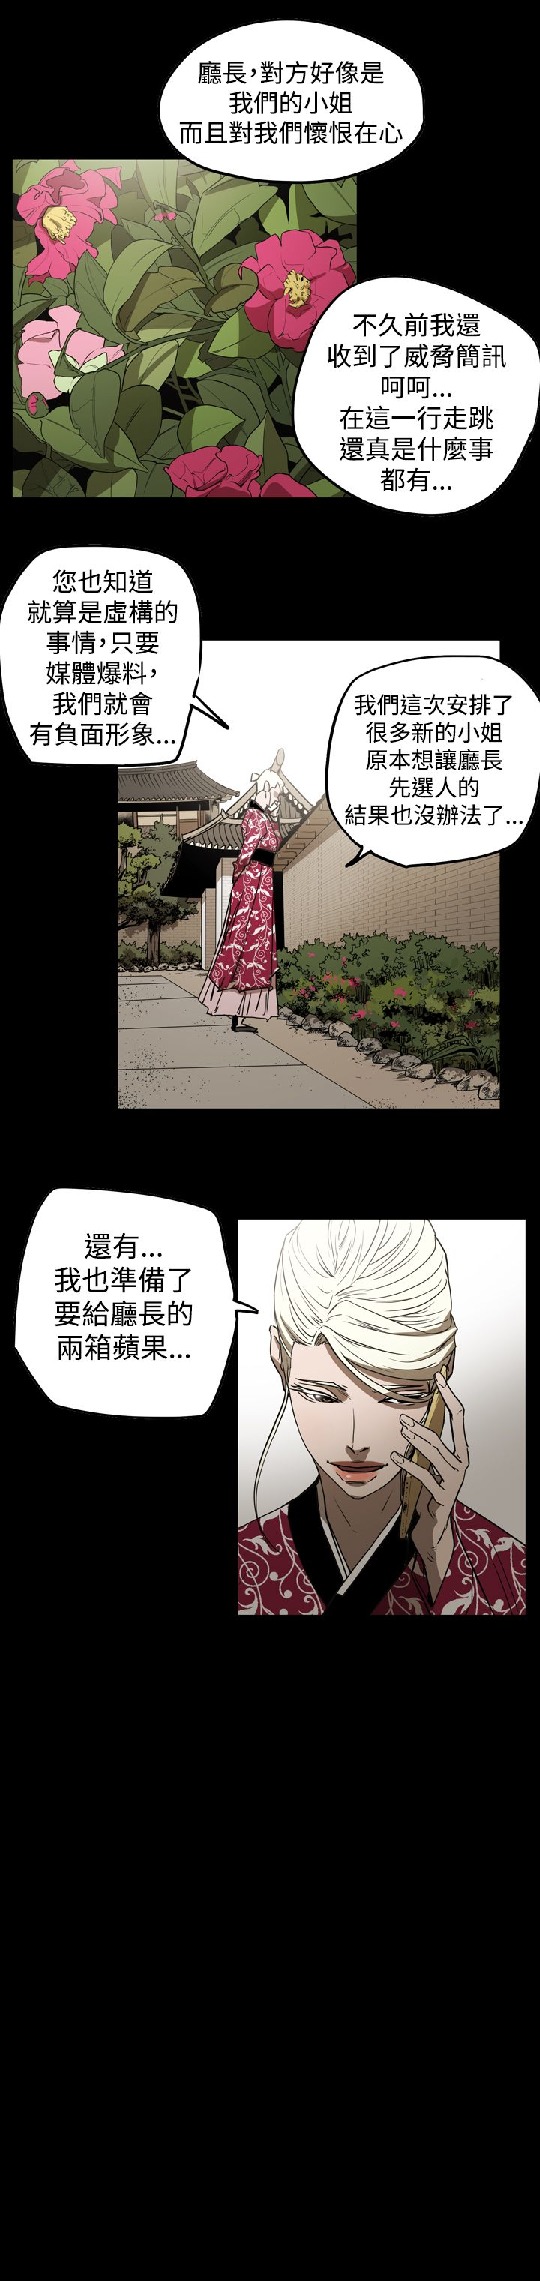 廳長,對方好像是
我們的小姐
而且對我們懷恨在心
不久前我還
收到了威脅簡訊
呵呵...
在這一行走跳
還真是什麼事
都有...
您也知道
就算是虛構的
事情,只要
媒體爆料,
我們就會
有負面形象...
我們這次安排了
很多新的小姐
原本想讓廳長
先選人的
結果也沒辦法了...
還有...
我也準備了
要給廳長的
兩箱蘋果...